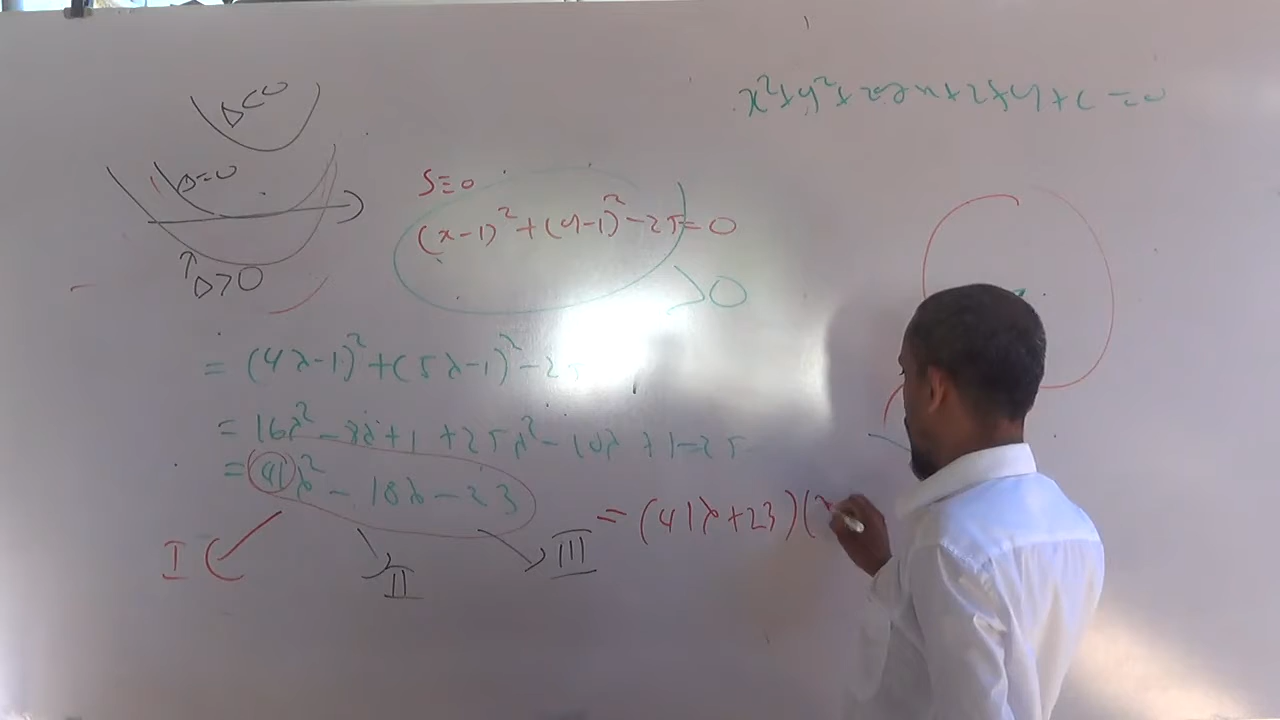 Δ<0
Δ=0
Δ>0
x²+y²+2gx+2fy+c=0
S≡0
(x-1)²+(y-1)²-25=0
>0
=(4λ-1)²+(5λ-1)²-25
=16λ²-8λ+1+25λ²-10λ+1-25
=41λ²-18λ-23
=(41λ+23)(λ
I
II
III